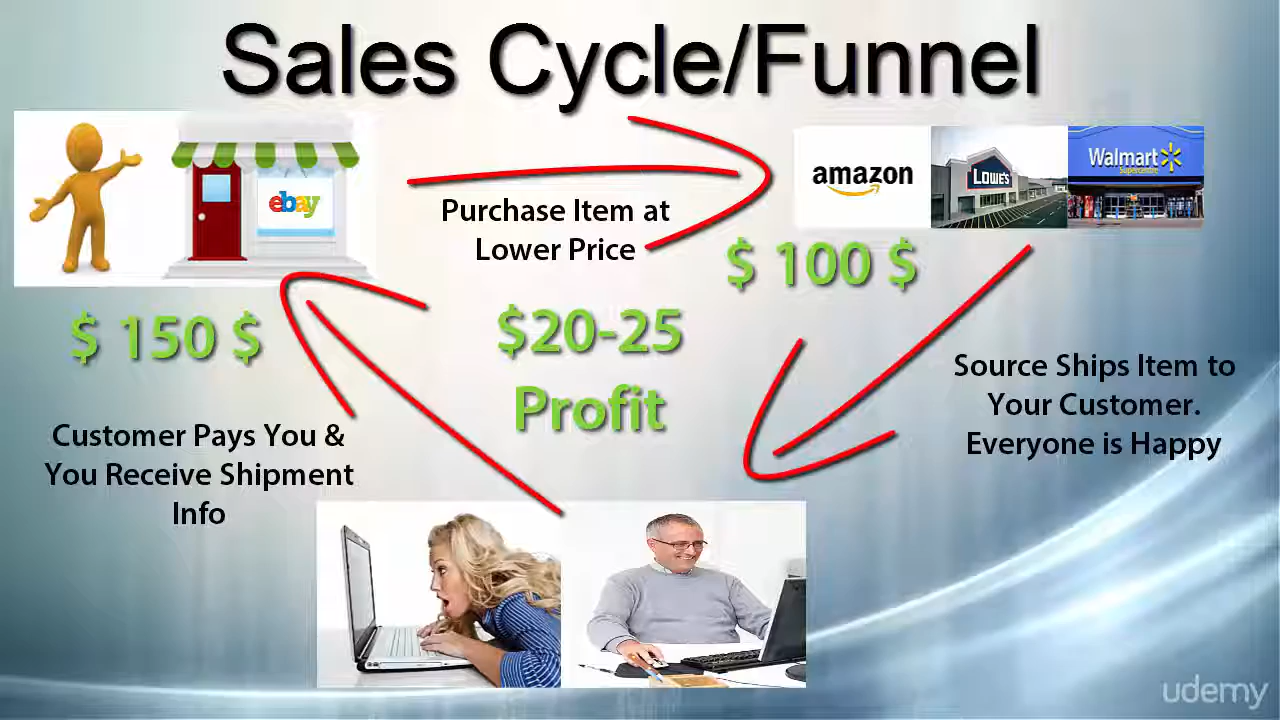 Sales Cycle/Funnel
ebay
Purchase Item at
Lower Price
amazon
LOWE'S
Walmart
Supercentre
$ 100 $
$ 150 $
$20-25
Profit
Source Ships Item to
Your Customer.
Everyone is Happy
Customer Pays You &
You Receive Shipment
Info
udemy